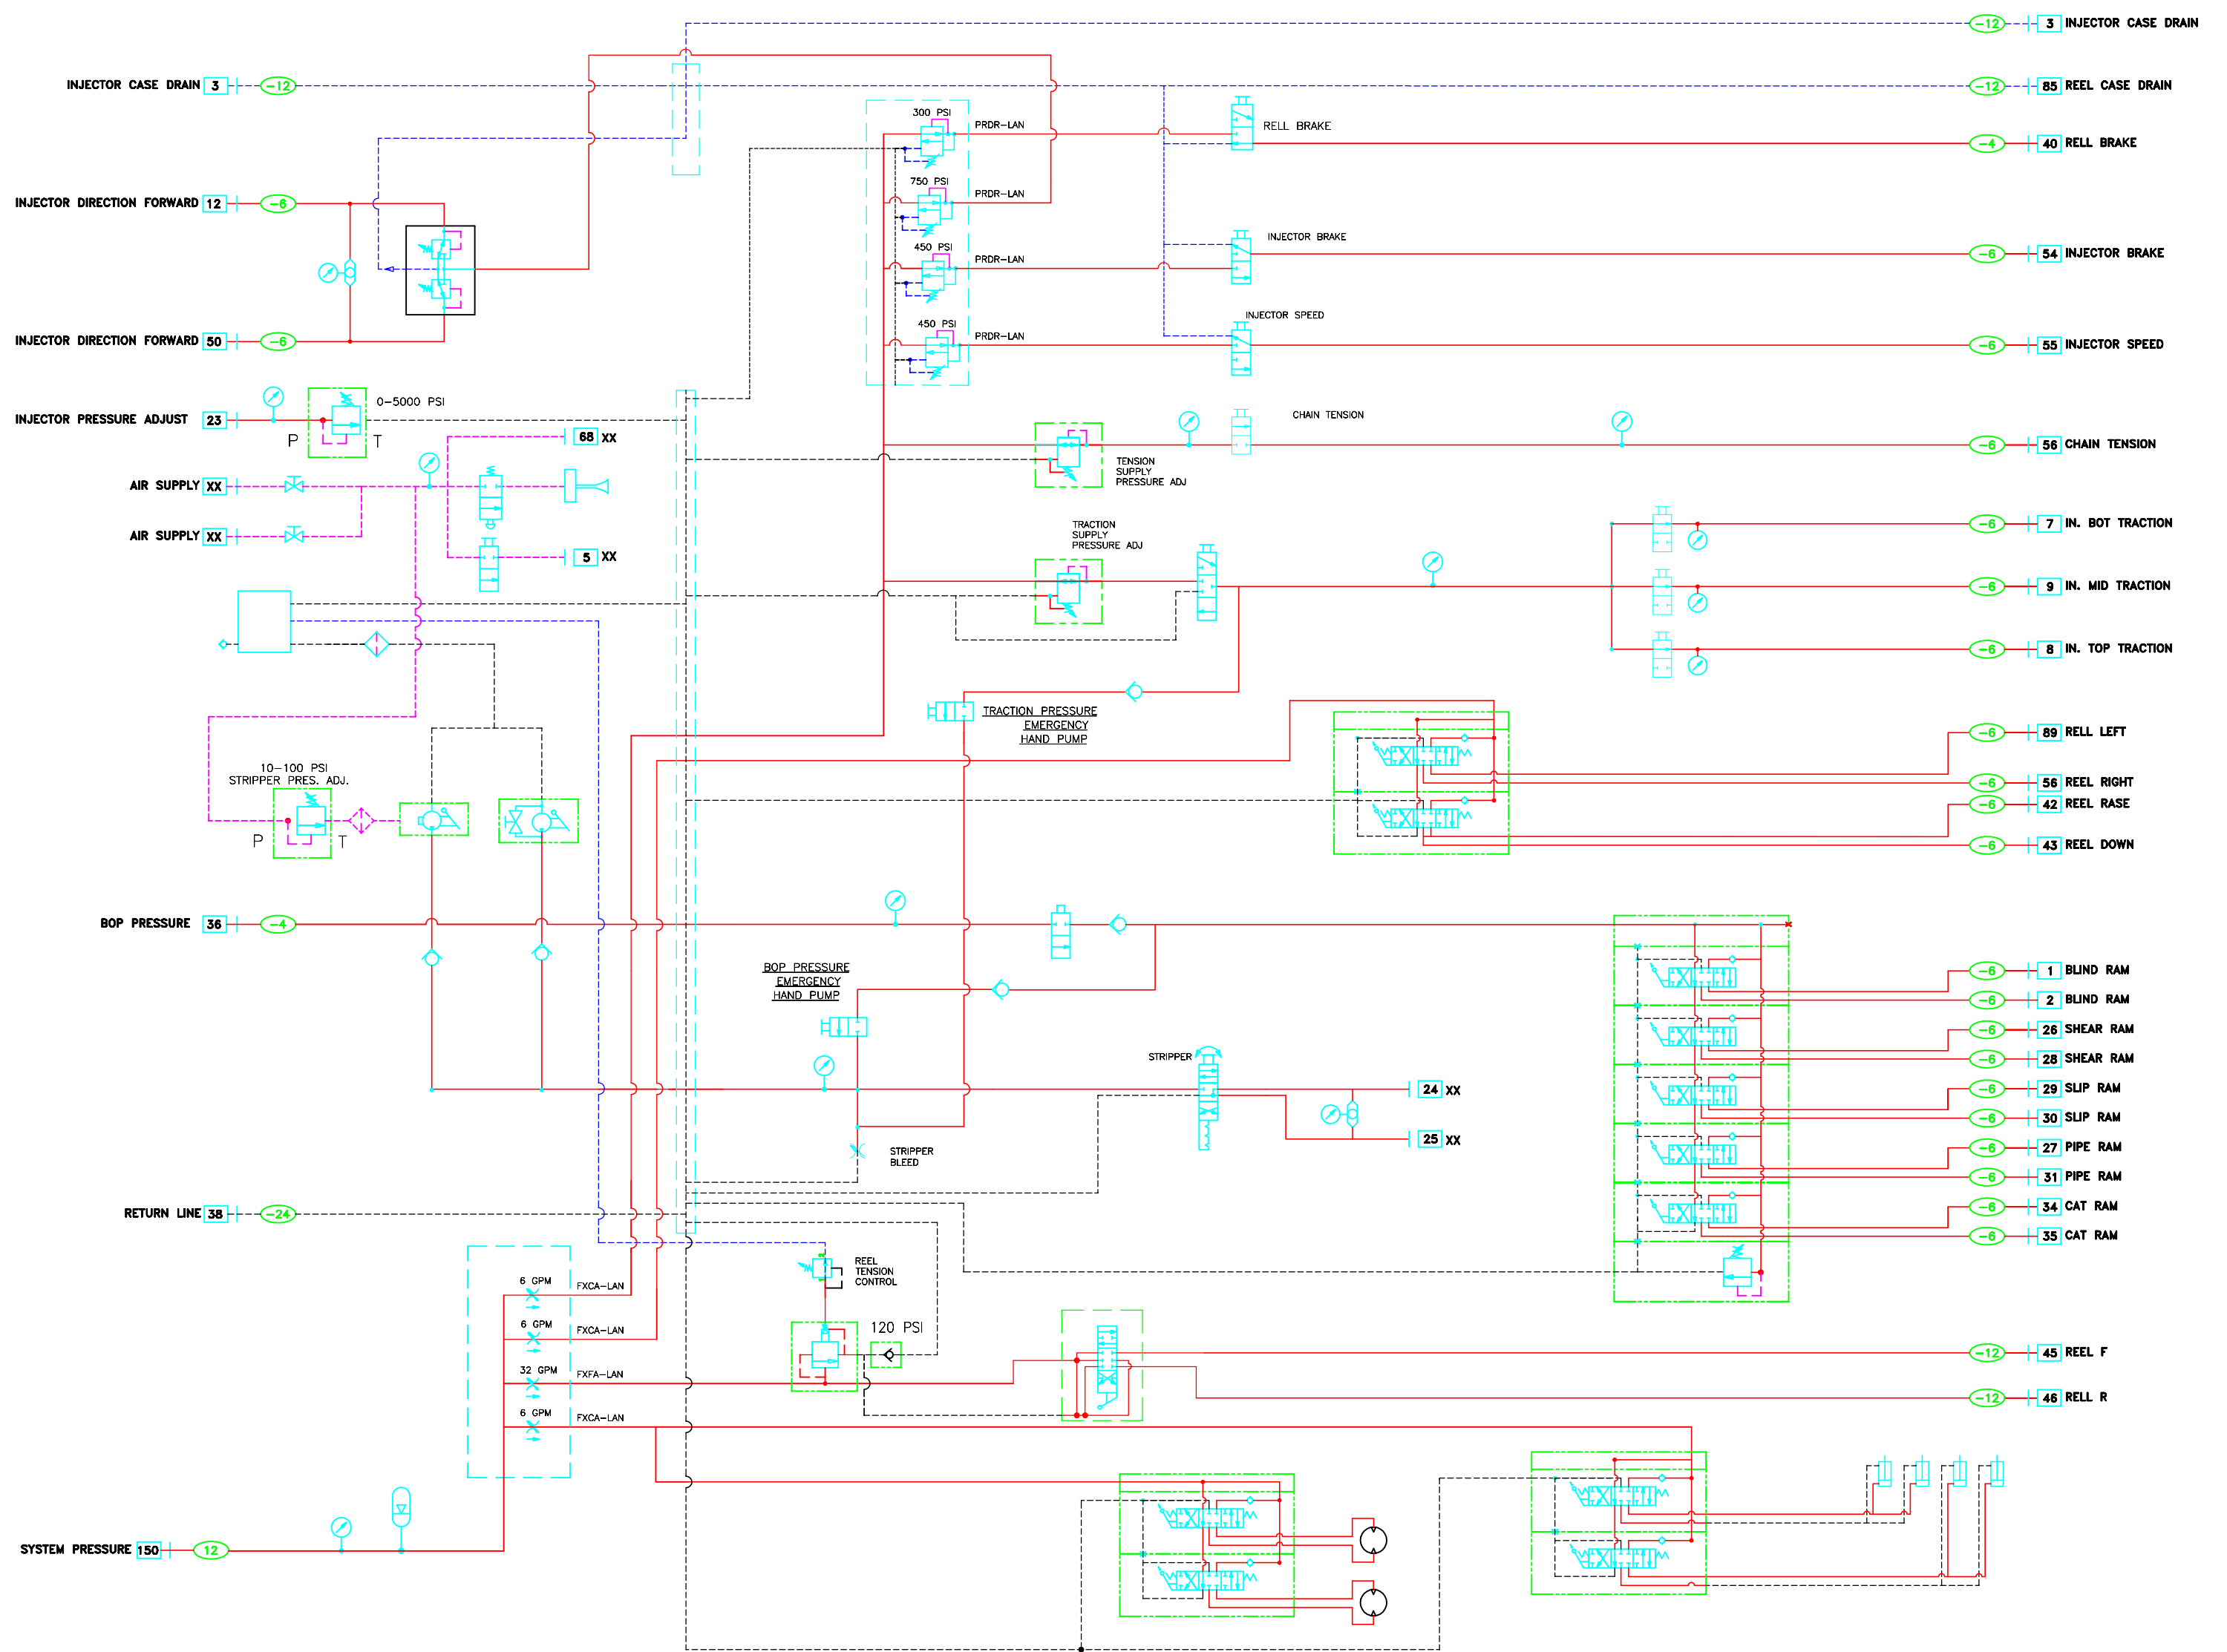 -12 3 INJECTOR CASE DRAIN
INJECTOR CASE DRAIN 3 -12
-12 85 REEL CASE DRAIN
300 PSI
PRDR-LAN
RELL BRAKE
-4 40 RELL BRAKE
750 PSI
PRDR-LAN
INJECTOR DIRECTION FORWARD 12 -6
INJECTOR BRAKE
450 PSI
PRDR-LAN
-6 54 INJECTOR BRAKE
INJECTOR SPEED
450 PSI
PRDR-LAN
INJECTOR DIRECTION FORWARD 50 -6
-6 55 INJECTOR SPEED
0-5000 PSI
INJECTOR PRESSURE ADJUST 23
P T
CHAIN TENSION
-6 56 CHAIN TENSION
68 XX
TENSION
SUPPLY
PRESSURE ADJ
AIR SUPPLY XX
AIR SUPPLY XX
5 XX
TRACTION
SUPPLY
PRESSURE ADJ
-6 7 IN. BOT TRACTION
-6 9 IN. MID TRACTION
-6 8 IN. TOP TRACTION
TRACTION PRESSURE
EMERGENCY
HAND PUMP
-6 89 RELL LEFT
-6 56 REEL RIGHT
-6 42 REEL RASE
-6 43 REEL DOWN
10-100 PSI
STRIPPER PRES. ADJ.
P T
BOP PRESSURE 36 -4
BOP PRESSURE
EMERGENCY
HAND PUMP
-6 1 BLIND RAM
-6 2 BLIND RAM
-6 26 SHEAR RAM
-6 28 SHEAR RAM
-6 29 SLIP RAM
-6 30 SLIP RAM
-6 27 PIPE RAM
-6 31 PIPE RAM
-6 34 CAT RAM
-6 35 CAT RAM
STRIPPER
24 XX
25 XX
STRIPPER
BLEED
RETURN LINE 38 -24
REEL
TENSION
CONTROL
6 GPM
FXCA-LAN
6 GPM
FXCA-LAN
120 PSI
32 GPM
FXFA-LAN
6 GPM
FXCA-LAN
-12 45 REEL F
-12 46 RELL R
SYSTEM PRESSURE 150 12